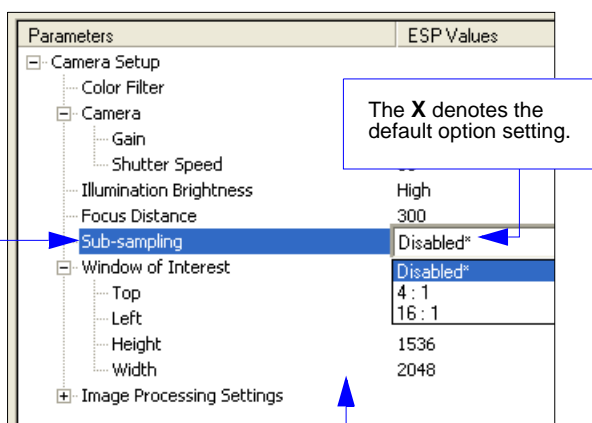 Parameters ESP Values
Camera Setup
Color Filter
Camera
The X denotes the
default option setting.
Gain
Shutter Speed
Illumination Brightness High
Focus Distance 300
Sub-sampling Disabled*
Window of Interest Disabled*
Top 4 : 1
Left 16 : 1
Height 1536
Width 2048
Image Processing Settings